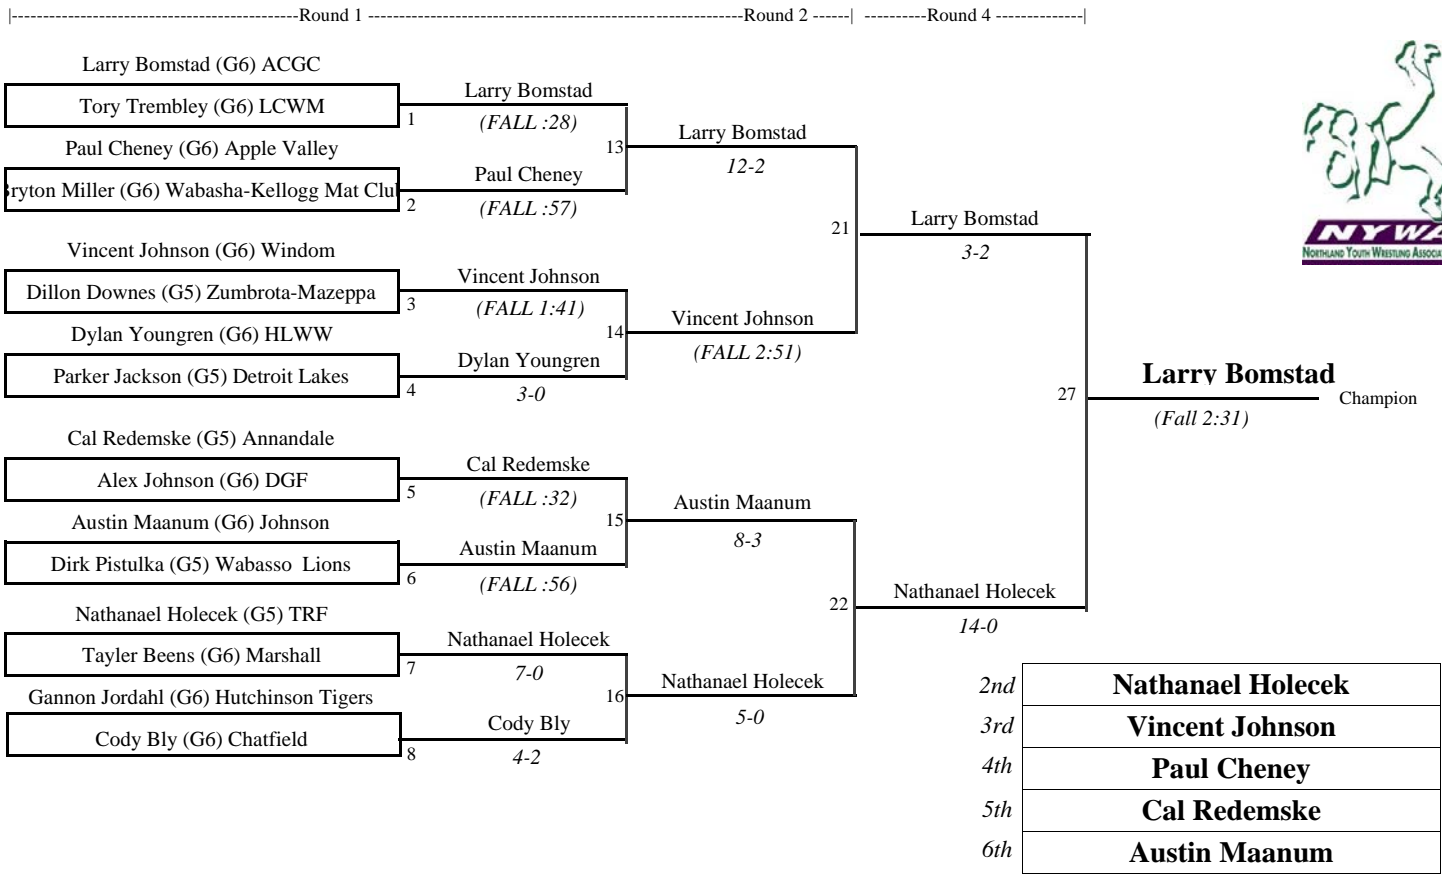 |----------------------------------------------Round 1 ------------------------------------------------------------Round 2 ------| ----------Round 4 --------------|
Larry Bomstad (G6) ACGC
Tory Trembley (G6) LCWM
1
Larry Bomstad
(FALL :28)
Paul Cheney (G6) Apple Valley
Miller (G6) Wabasha-Kellogg Mat
2
Paul Cheney
(FALL :57)
13
Larry Bomstad
12-2
Vincent Johnson (G6) Windom
Dillon Downes (G5) Zumbrota-Mazeppa
3
Vincent Johnson
(FALL 1:41)
Dylan Youngren (G6) HLWW
Parker Jackson (G5) Detroit Lakes
4
Dylan Youngren
3-0
14
Vincent Johnson
(FALL 2:51)
21
Larry Bomstad
3-2
Cal Redemske (G5) Annandale
Alex Johnson (G6) DGF
5
Cal Redemske
(FALL :32)
Austin Maanum (G6) Johnson
Dirk Pistulka (G5) Wabasso Lions
6
Austin Maanum
(FALL :56)
15
Austin Maanum
8-3
Nathanael Holecek (G5) TRF
Tayler Beens (G6) Marshall
7
Nathanael Holecek
7-0
Gannon Jordahl (G6) Hutchinson Tigers
Cody Bly (G6) Chatfield
8
Cody Bly
4-2
16
Nathanael Holecek
5-0
22
Nathanael Holecek
14-0
27
Larry Bomstad
Champion
(Fall 2:31)
NYWA
NORTHLAND YOUTH WRESTLING
2nd Nathanael Holecek
3rd Vincent Johnson
4th Paul Cheney
5th Cal Redemske
6th Austin Maanum